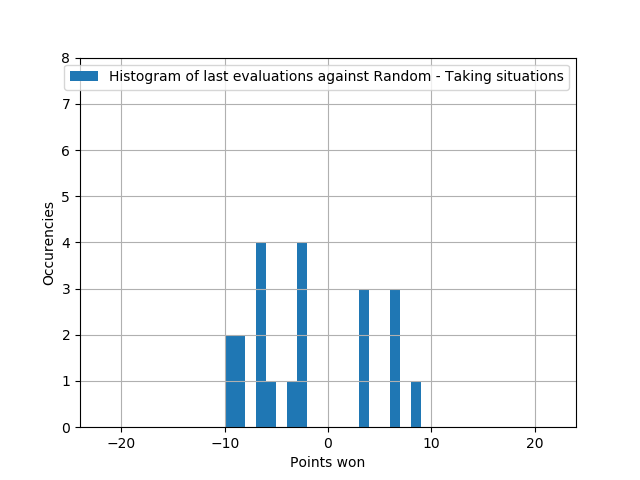 Histogram of last evaluations against Random - Taking situations
8
7
6
5
4
3
2
1
0
Occurencies
−20 −10 0 10 20
Points won